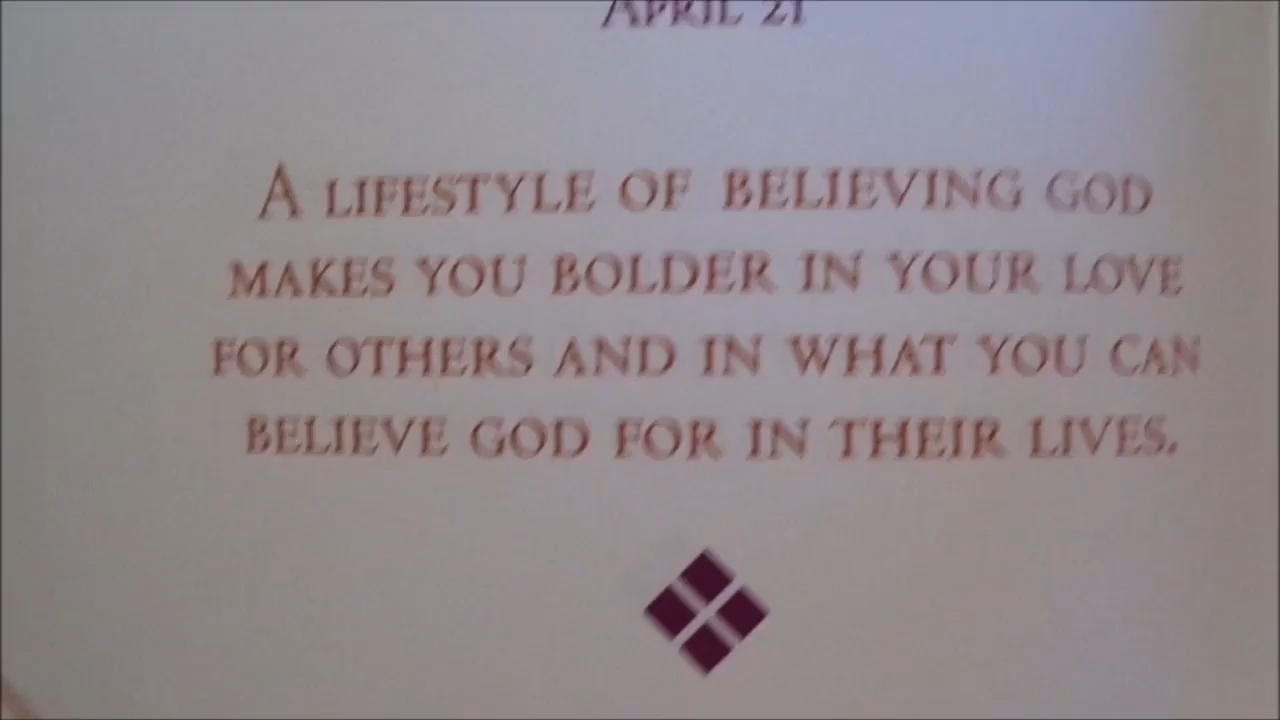 APRIL 21
A LIFESTYLE OF BELIEVING GOD
MAKES YOU BOLDER IN YOUR LOVE
FOR OTHERS AND IN WHAT YOU CAN
BELIEVE GOD FOR IN THEIR LIVES.